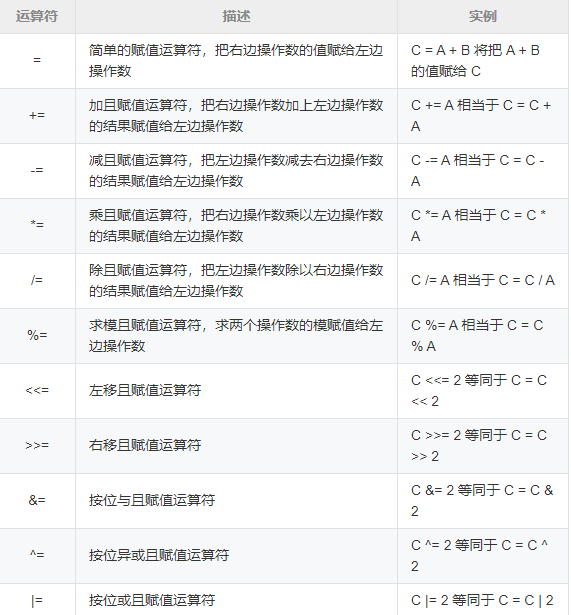 运算符 描述 实例
= 简单的赋值运算符，把右边操作数的值赋给左边 C = A + B 将把 A + B
操作数 的值赋给 C
+= 加且赋值运算符，把右边操作数加上左边操作数 C += A 相当于 C = C +
的结果赋值给左边操作数 A
-= 减且赋值运算符，把左边操作数减去右边操作数 C -= A 相当于 C = C -
的结果赋值给左边操作数 A
*= 乘且赋值运算符，把右边操作数乘以左边操作数 C *= A 相当于 C = C *
的结果赋值给左边操作数 A
/= 除且赋值运算符，把左边操作数除以右边操作数 C /= A 相当于 C = C / A
的结果赋值给左边操作数
%= 求模且赋值运算符，求两个操作数的模赋值给左 C %= A 相当于 C = C
边操作数 % A
<<= 左移且赋值运算符 C <<= 2 等同于 C = C
<< 2
>>= 右移且赋值运算符 C >>= 2 等同于 C = C
>> 2
&= 按位与且赋值运算符 C &= 2 等同于 C = C &
2
^= 按位异或且赋值运算符 C ^= 2 等同于 C = C ^
2
|= 按位或且赋值运算符 C |= 2 等同于 C = C | 2